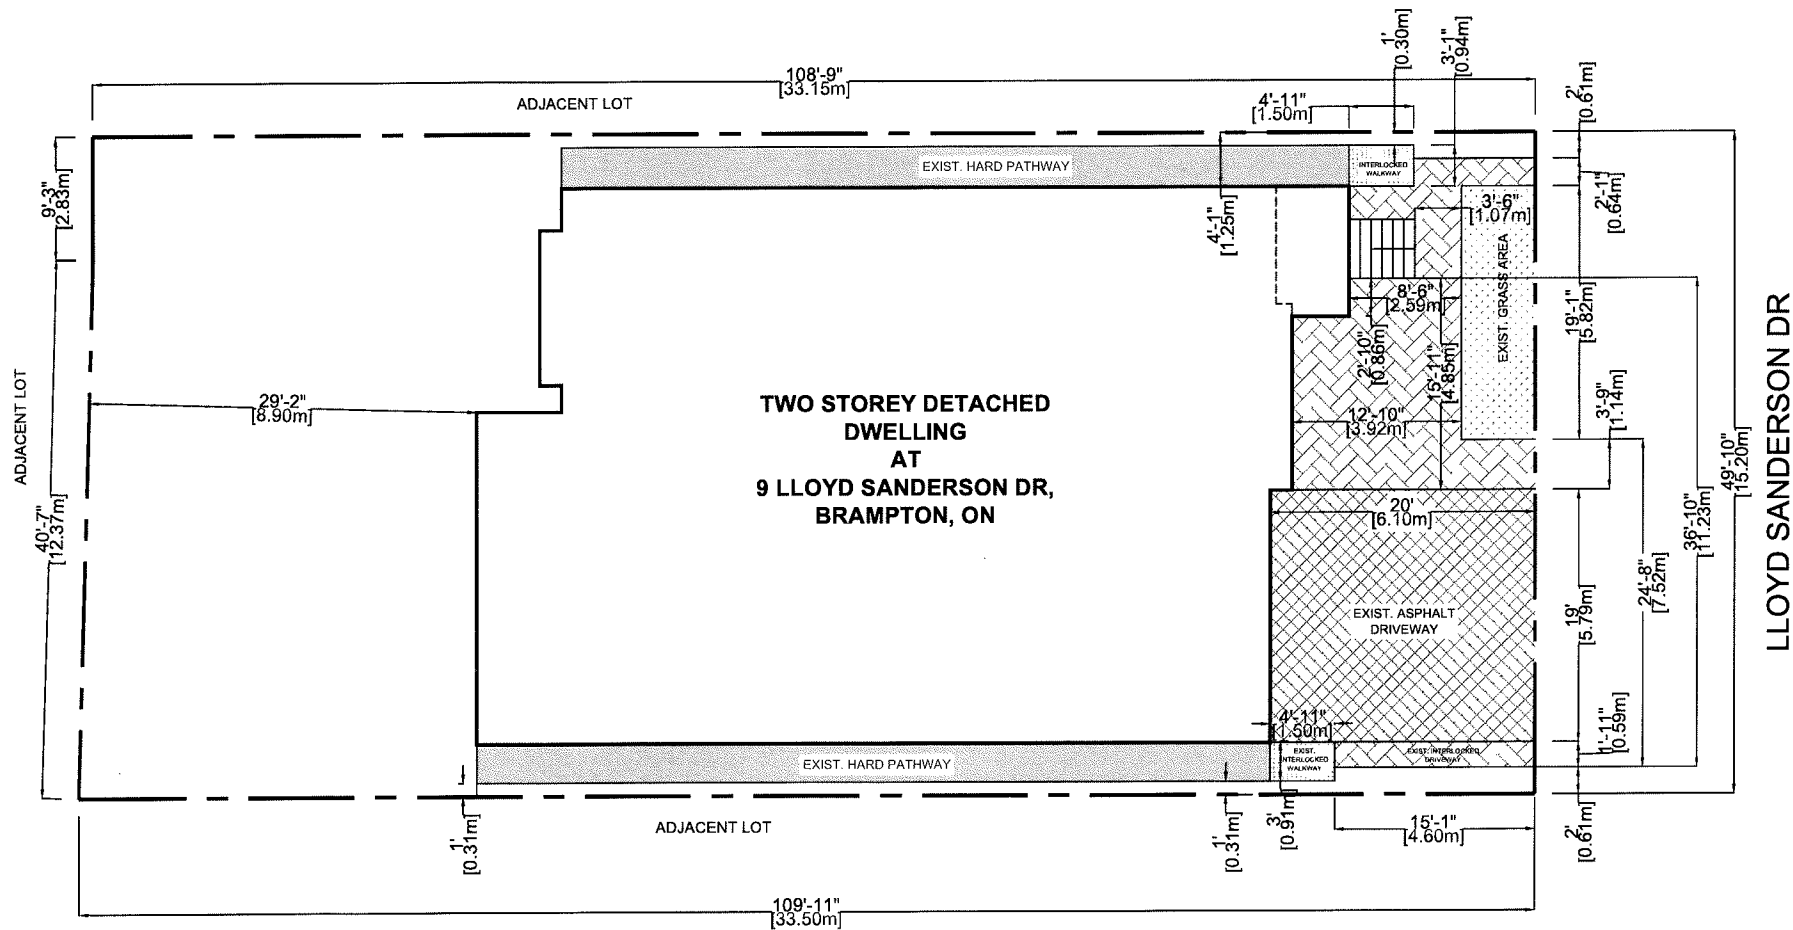 108'-9"
[33.15m]
ADJACENT LOT
1'
[0.30m]
3'-1"
[0.94m]
4'-11"
[1.50m]
2'
[0.61m]
9'-3"
[2.83m]
EXIST. HARD PATHWAY
INTERLOCKED
WALKWAY
4'-1"
[1.25m]
3'-6"
[1.07m]
2'-1"
[0.64m]
EXIST. GRASS AREA
8'-6"
[2.59m]
19'-1"
[5.82m]
2'-10"
[0.86m]
15'-1"
[4.85m]
ADJACENT LOT
29'-2"
[8.90m]
TWO STOREY DETACHED
DWELLING
AT
9 LLOYD SANDERSON DR,
BRAMPTON, ON
12'-10"
[3.92m]
3'-9"
[1.14m]
49'-10"
[15.20m]
LLOYD SANDERSON DR
40'-7"
[12.37m]
20'
[6.10m]
36'-10"
[11.23m]
24'-8"
[7.52m]
19'
[5.79m]
EXIST. ASPHALT
DRIVEWAY
4'-11"
[1.50m]
1'-11"
[0.59m]
EXIST. HARD PATHWAY
EXIST.
INTERLOCKED
WALKWAY
EXIST. INTERLOCKED
DRIVEWAY
ADJACENT LOT
1'
[0.31m]
1'
[0.31m]
3'
[0.91m]
15'-1"
[4.60m]
2'
[0.61m]
109'-11"
[33.50m]